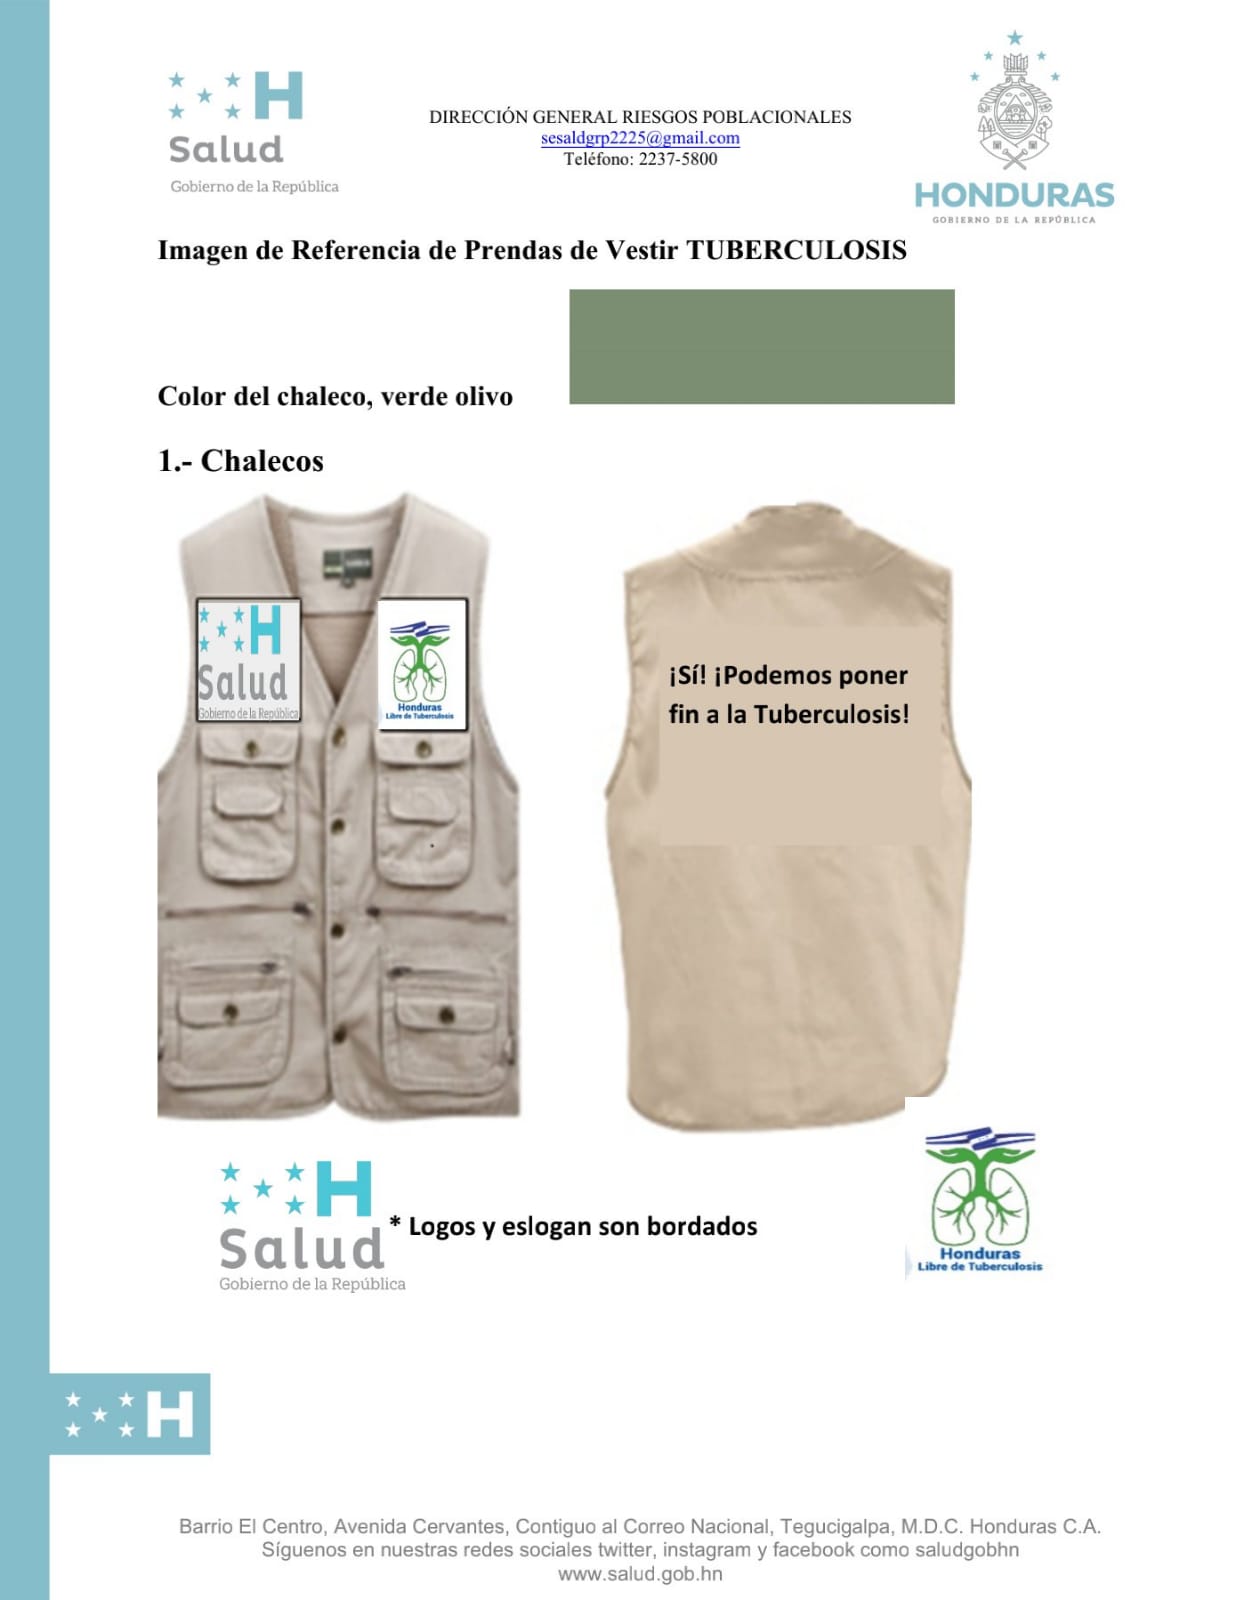 H
Salud
Gobierno de la República
DIRECCIÓN GENERAL RIESGOS POBLACIONALES
sesaldgrp2225@gmail.com
Teléfono: 2237-5800
HONDURAS
GOBIERNO DE LA REPÚBLICA
Imagen de Referencia de Prendas de Vestir TUBERCULOSIS
Color del chaleco, verde olivo
1.- Chalecos
H
Salud
Gobierno de la República
Honduras
Libre de Tuberculosis
¡Sí! ¡Podemos poner
fin a la Tuberculosis!
H
Salud
Gobierno de la República
* Logos y eslogan son bordados
Honduras
Libre de Tuberculosis
H
Barrio El Centro, Avenida Cervantes, Contiguo al Correo Nacional, Tegucigalpa, M.D.C. Honduras C.A.
Síguenos en nuestras redes sociales twitter, instagram y facebook como saludgobhn
www.salud.gob.hn